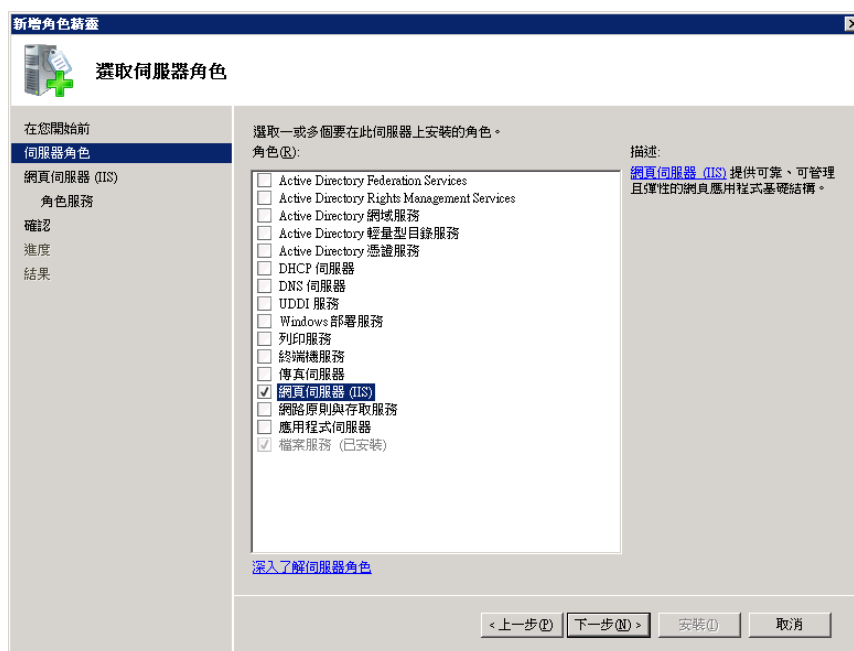 新增角色精靈
選取伺服器角色
在您開始前
伺服器角色
網頁伺服器 (IIS)
角色服務
確認
進度
結果
選取一或多個要在此伺服器上安裝的角色。
角色(R):
Active Directory Federation Services
Active Directory Rights Management Services
Active Directory 網域服務
Active Directory 輕量型目錄服務
Active Directory 憑證服務
DHCP 伺服器
DNS 伺服器
UDDI 服務
Windows 部署服務
列印服務
終端機服務
傳真伺服器
網頁伺服器 (IIS)
網路原則與存取服務
應用程式伺服器
檔案服務 (已安裝)
深入了解伺服器角色
描述:
網頁伺服器 (IIS) 提供可靠、可管理
且彈性的網頁應用程式基礎結構。
<上一步(P) 下一步(N)> 安裝(I) 取消